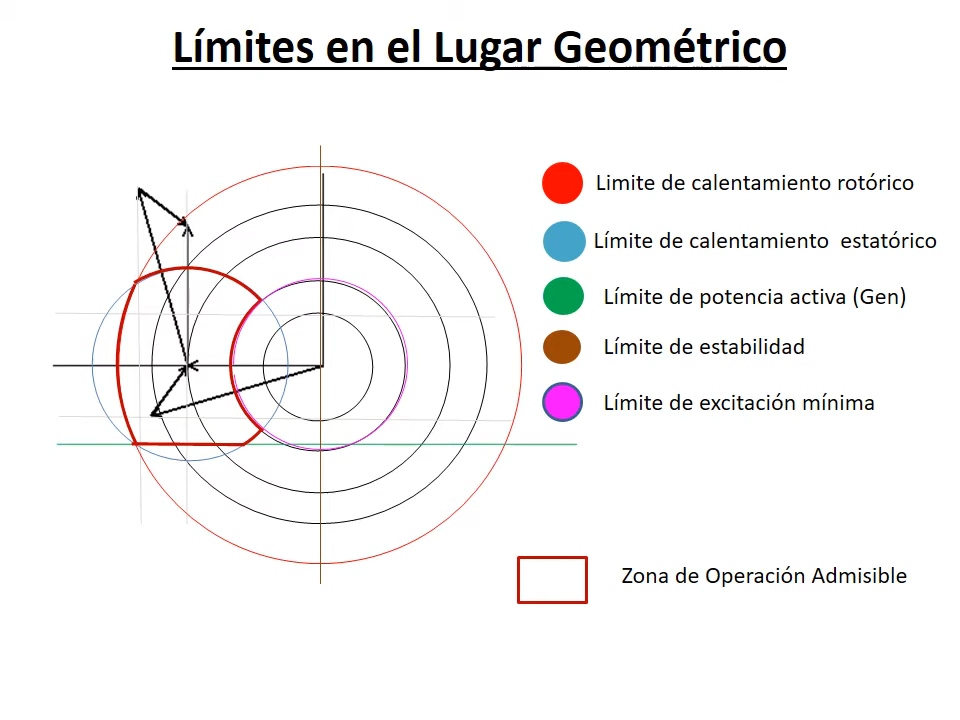 Límites en el Lugar Geométrico
Limite de calentamiento rotórico
Límite de calentamiento estatórico
Límite de potencia activa (Gen)
Límite de estabilidad
Límite de excitación mínima
Zona de Operación Admisible